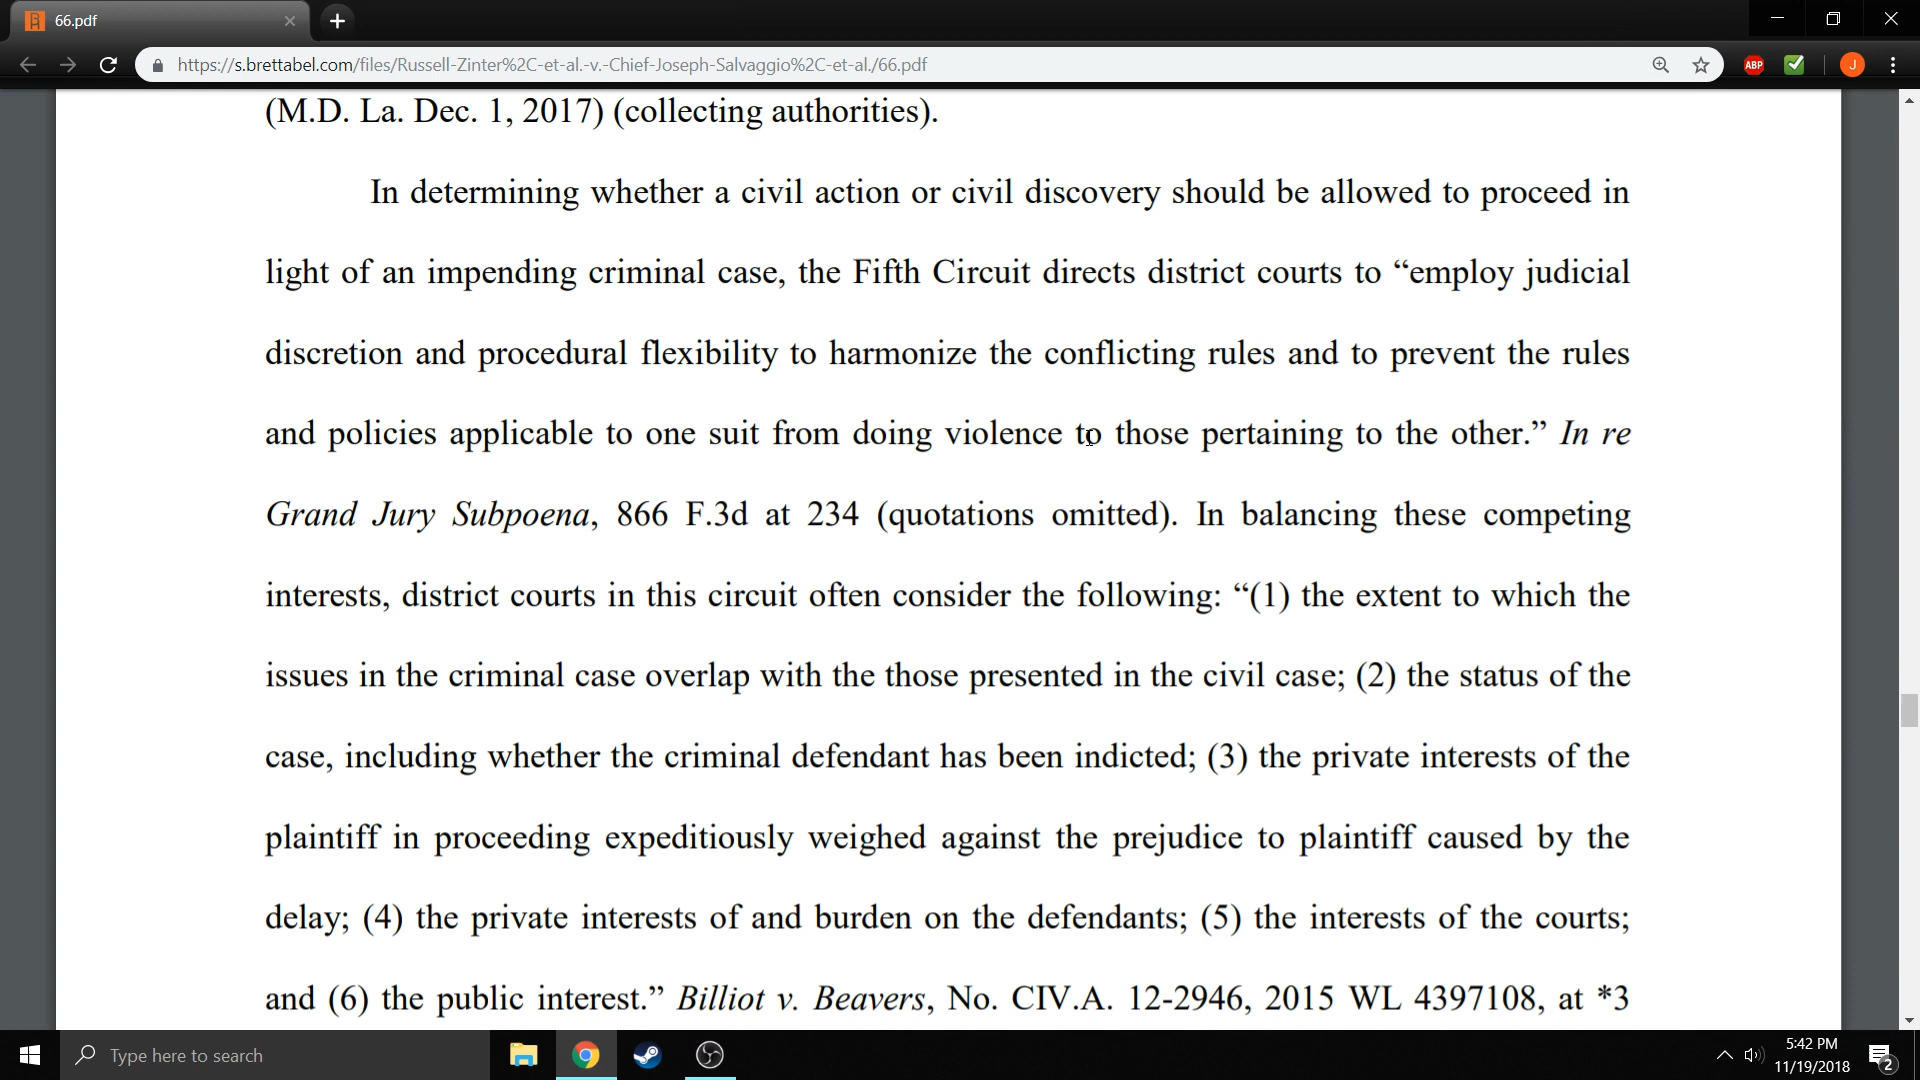 66.pdf
https://s.brettabel.com/files/Russell-Zinter%2C-et-al.-v.-Chief-Joseph-Salvaggio%2C-et-al./66.pdf
ABP
J
(M.D. La. Dec. 1, 2017) (collecting authorities).
In determining whether a civil action or civil discovery should be allowed to proceed in
light of an impending criminal case, the Fifth Circuit directs district courts to “employ judicial
discretion and procedural flexibility to harmonize the conflicting rules and to prevent the rules
and policies applicable to one suit from doing violence to those pertaining to the other.” In re
Grand Jury Subpoena, 866 F.3d at 234 (quotations omitted). In balancing these competing
interests, district courts in this circuit often consider the following: “(1) the extent to which the
issues in the criminal case overlap with the those presented in the civil case; (2) the status of the
case, including whether the criminal defendant has been indicted; (3) the private interests of the
plaintiff in proceeding expeditiously weighed against the prejudice to plaintiff caused by the
delay; (4) the private interests of and burden on the defendants; (5) the interests of the courts;
and (6) the public interest.” Billiot v. Beavers, No. CIV.A. 12-2946, 2015 WL 4397108, at *3
Type here to search
5:42 PM
11/19/2018
2